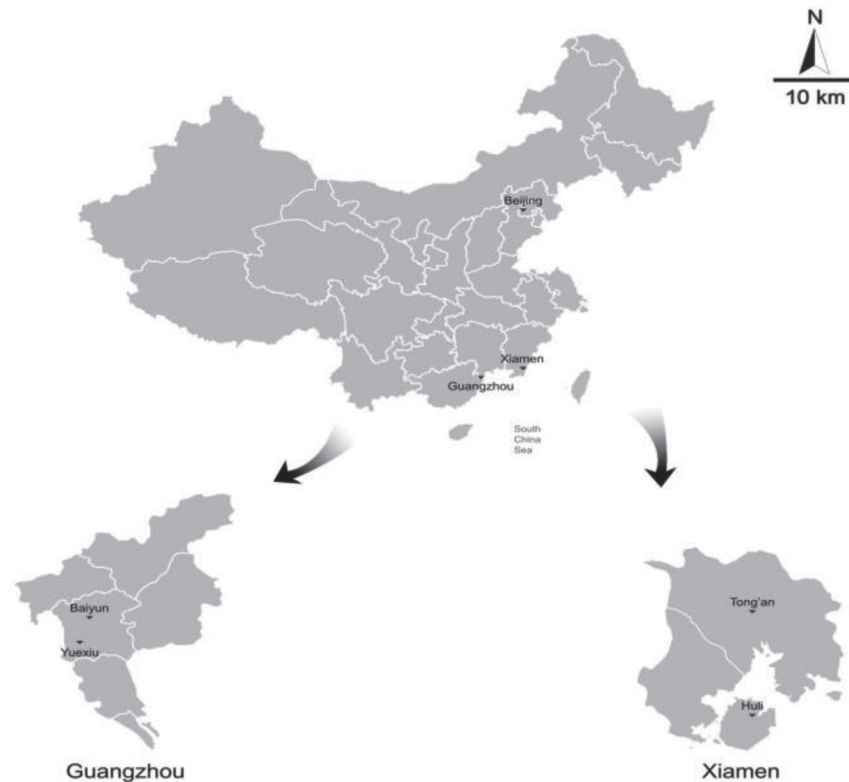 N
10 km
Beijing
Xiamen
Guangzhou
South
China
Sea
Baiyun
Yuexiu
Tong'an
Huli
Guangzhou
Xiamen